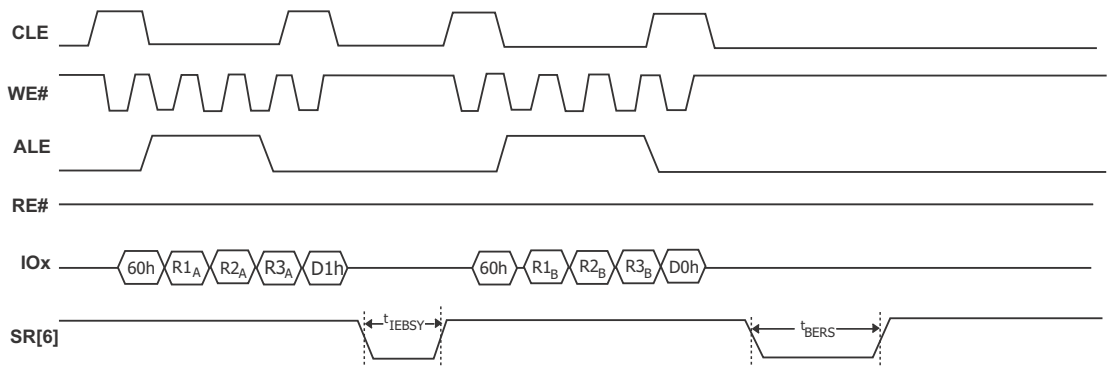 CLE
WE#
ALE
RE#
IOx 60h R1A R2A R3A D1h 60h R1B R2B R3B D0h
SR[6] tIEBSY tBERS